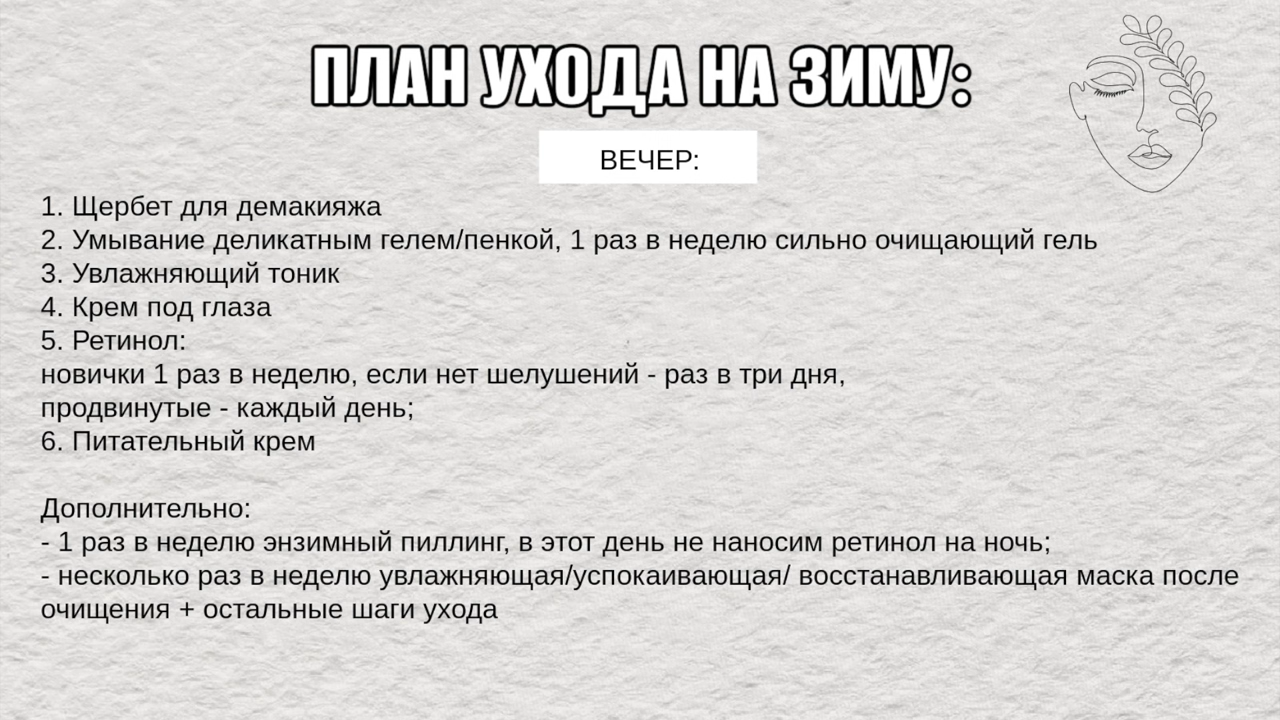 ПЛАН УХОДА НА ЗИМУ:
ВЕЧЕР:
1. Щербет для демакияжа
2. Умывание деликатным гелем/пенкой, 1 раз в неделю сильно очищающий гель
3. Увлажняющий тоник
4. Крем под глаза
5. Ретинол:
новички 1 раз в неделю, если нет шелушений - раз в три дня,
продвинутые - каждый день;
6. Питательный крем
Дополнительно:
- 1 раз в неделю энзимный пиллинг, в этот день не наносим ретинол на ночь;
- несколько раз в неделю увлажняющая/успокаивающая/ восстанавливающая маска после
очищения + остальные шаги ухода